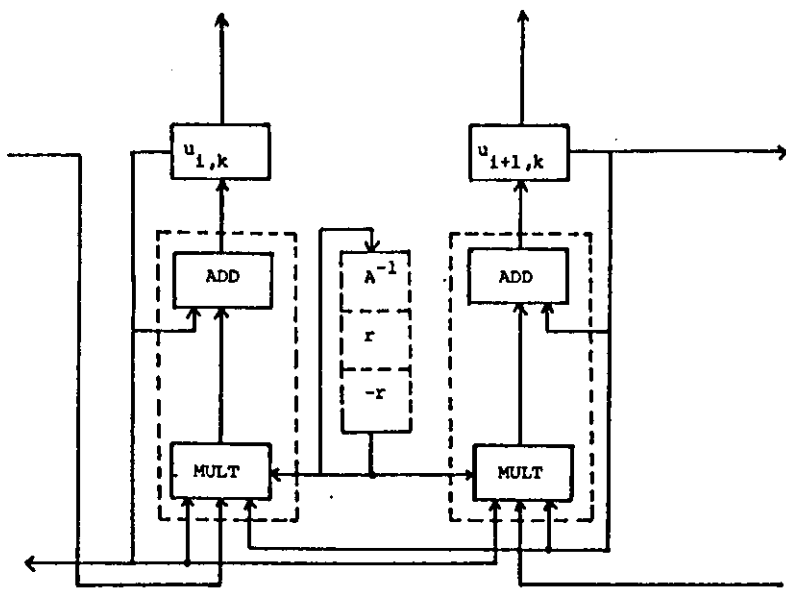 u i,k
u i+1,k
ADD
A⁻¹
ADD
r
-r
MULT
MULT